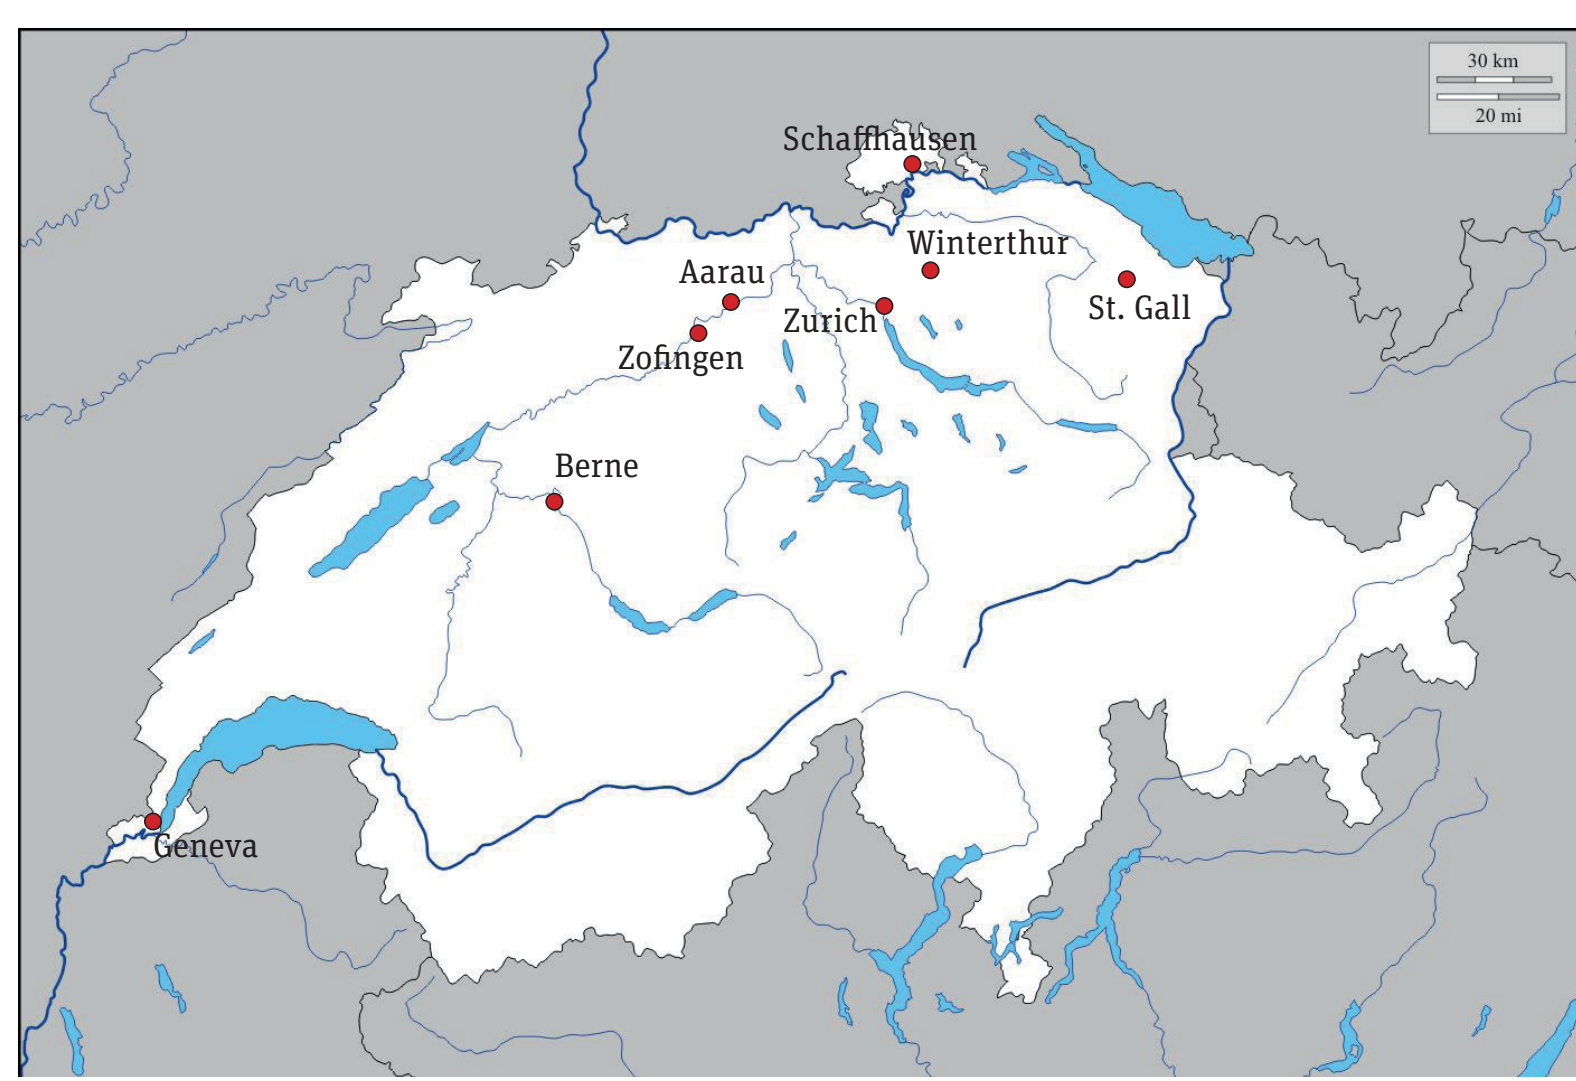 30 km
20 mi
Schaffhausen
Winterthur
Aarau
St. Gall
Zurich
Zofingen
Berne
Geneva